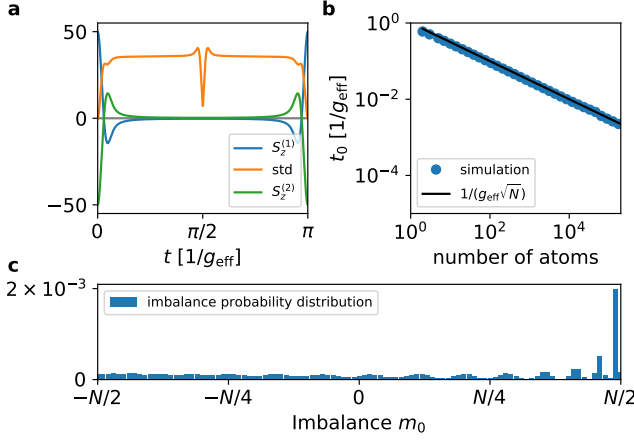 a
50
0
−50
0
π/2
π
t [1/g_eff]
S_z^(1)
std
S_z^(2)
b
10^0
10^−2
10^−4
t_0 [1/g_eff]
simulation
1/(g_eff√N)
10^0
10^2
10^4
number of atoms
c
2 × 10^−3
0
imbalance probability distribution
−N/2
−N/4
0
N/4
N/2
Imbalance m_0